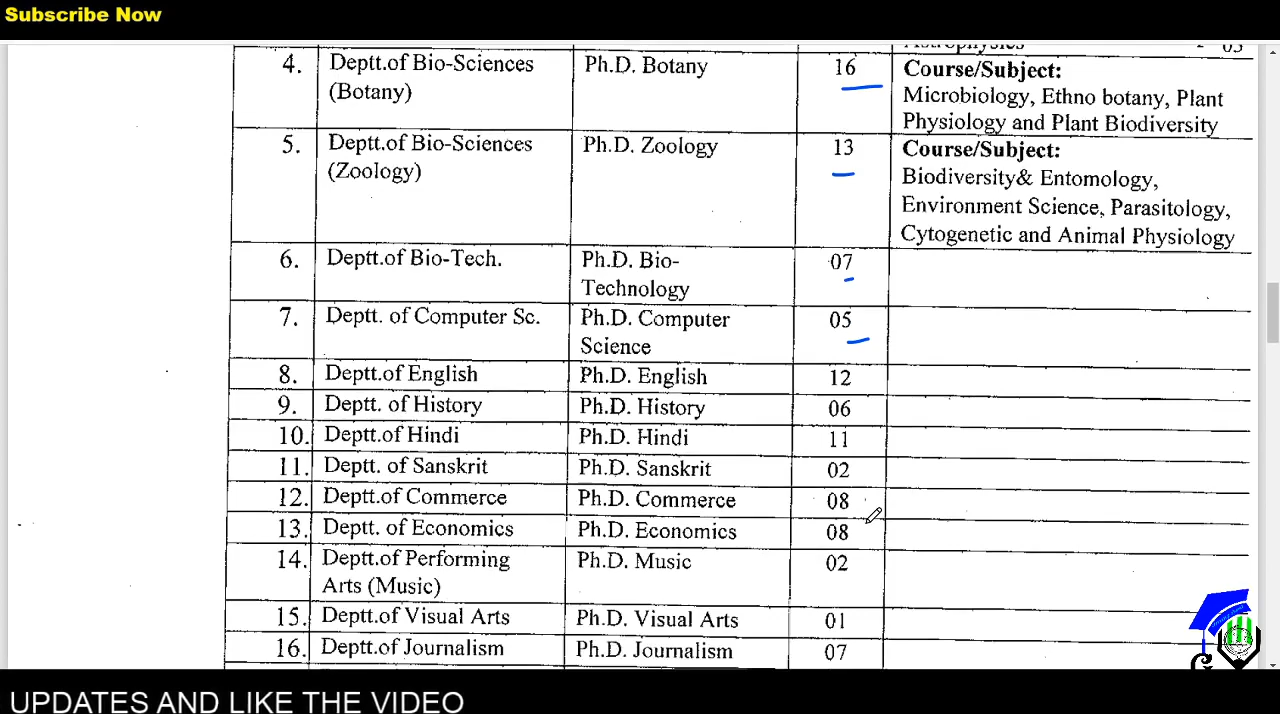 Subscribe Now
Astrophysics - 03
4. Deptt.of Bio-Sciences Ph.D. Botany 16 Course/Subject:
(Botany) Microbiology, Ethno botany, Plant
Physiology and Plant Biodiversity
5. Deptt.of Bio-Sciences Ph.D. Zoology 13 Course/Subject:
(Zoology) Biodiversity& Entomology,
Environment Science, Parasitology,
Cytogenetic and Animal Physiology
6. Deptt.of Bio-Tech. Ph.D. Bio- 07
Technology
7. Deptt. of Computer Sc. Ph.D. Computer 05
Science
8. Deptt.of English Ph.D. English 12
9. Deptt. of History Ph.D. History 06
10. Deptt.of Hindi Ph.D. Hindi 11
11. Deptt. of Sanskrit Ph.D. Sanskrit 02
12. Deptt.of Commerce Ph.D. Commerce 08
13. Deptt. of Economics Ph.D. Economics 08
14. Deptt.of Performing Ph.D. Music 02
Arts (Music)
15. Deptt.of Visual Arts Ph.D. Visual Arts 01
16. Deptt.of Journalism Ph.D. Journalism 07
UPDATES AND LIKE THE VIDEO